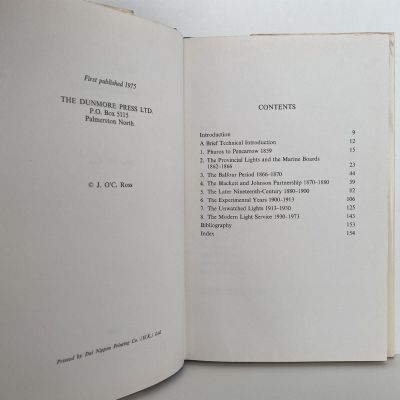 First published 1975
THE DUNMORE PRESS LTD.
P.O. Box 5115
Palmerston North
© J. O'C. Ross
Printed by Dai Nippon Printing Co. (H.K.) Ltd.
CONTENTS
Introduction 9
A Brief Technical Introduction 12
1. Pharos to Pencarrow 1859 15
2. The Provincial Lights and the Marine Boards
1862–1866 23
3. The Balfour Period 1866–1870 44
4. The Blackett and Johnson Partnership 1870–1880 59
5. The Later Nineteenth-Century 1880–1900 82
6. The Experimental Years 1900–1913 106
7. The Unwatched Lights 1913–1930 125
8. The Modern Light Service 1930–1973 143
Bibliography 153
Index 154